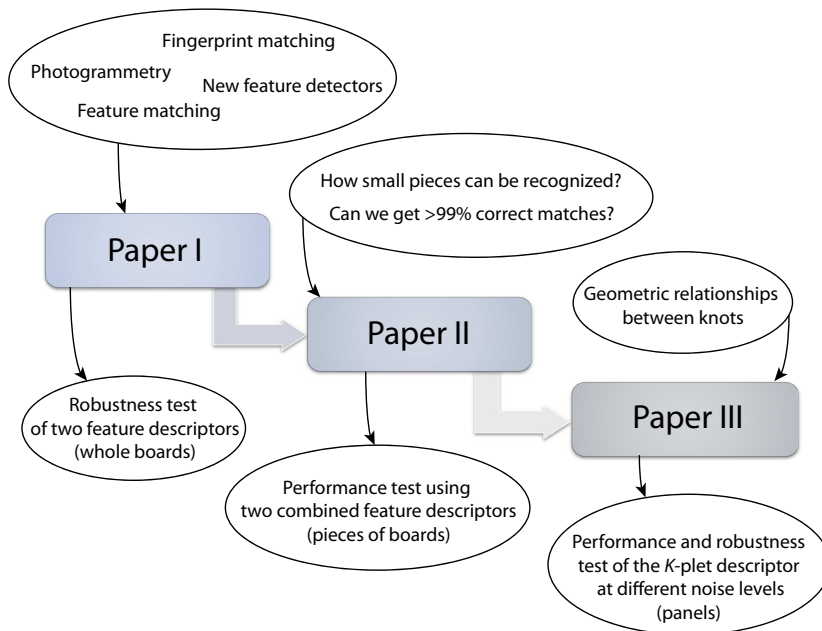 Fingerprint matching
Photogrammetry
New feature detectors
Feature matching
How small pieces can be recognized?
Can we get >99% correct matches?
Paper I
Geometric relationships
between knots
Paper II
Robustness test
of two feature descriptors
(whole boards)
Paper III
Performance test using
two combined feature descriptors
(pieces of boards)
Performance and robustness
test of the K-plet descriptor
at different noise levels
(panels)